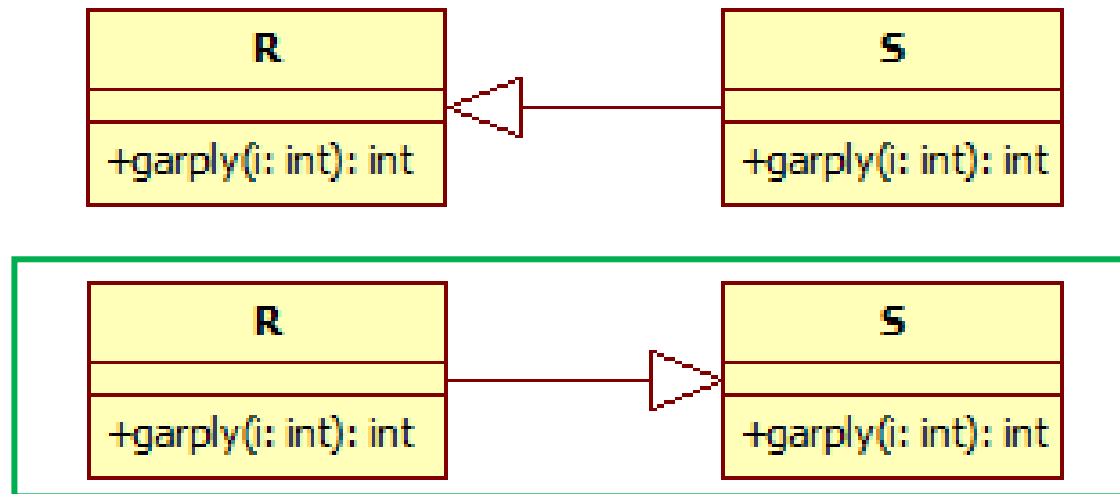 R
S
+garply(i: int): int
+garply(i: int): int
R
S
+garply(i: int): int
+garply(i: int): int